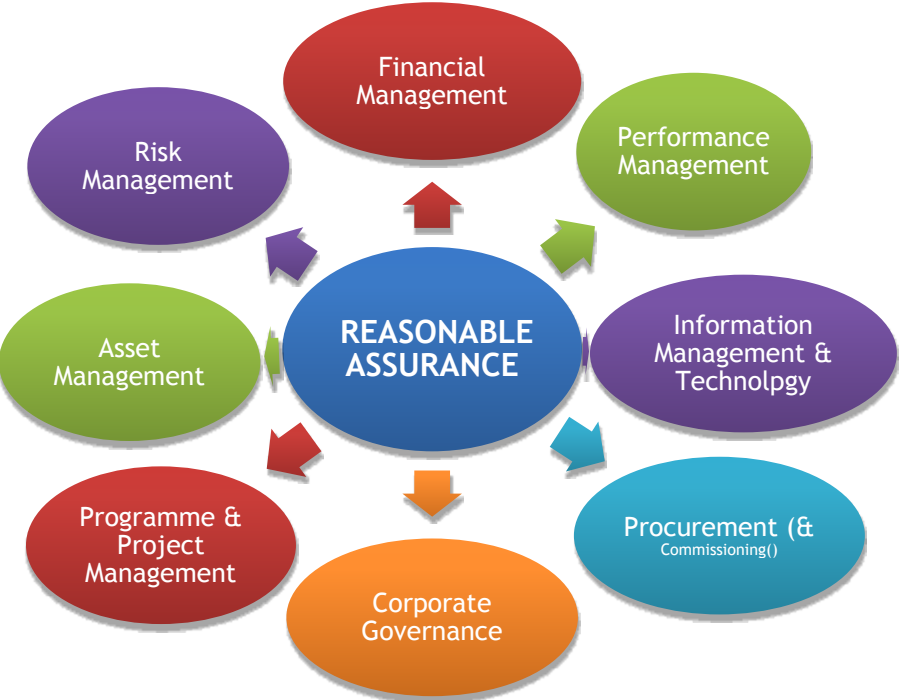 Financial
Management
Performance
Management
Risk
Management
REASONABLE
ASSURANCE
Information
Management &
Technolpgy
Asset
Management
Procurement (&
Commissioning()
Programme &
Project
Management
Corporate
Governance